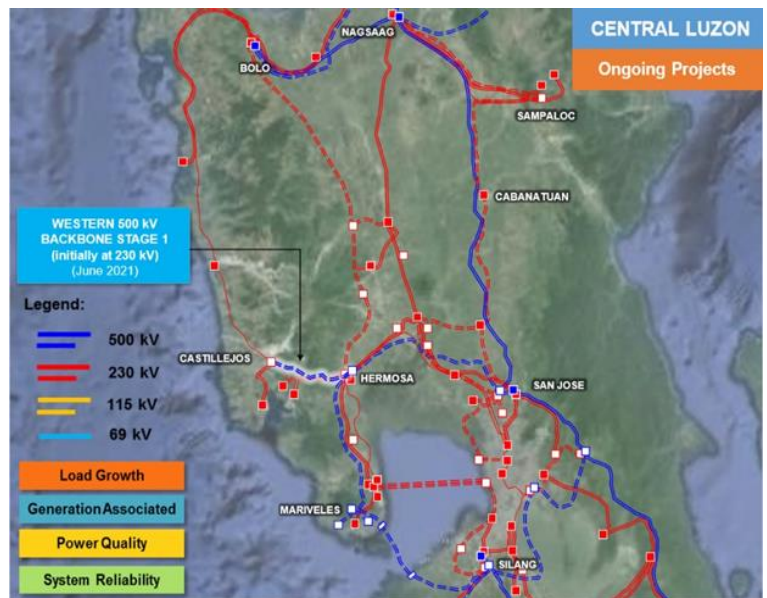 CENTRAL LUZON
Ongoing Projects
NAGSAAG
BOLO
SAMPALOC
CABANATUAN
WESTERN 500 kV
BACKBONE STAGE 1
(initially at 230 kV)
(June 2021)
Legend:
500 kV
230 kV
115 kV
69 kV
CASTILLEJOS
HERMOSA
SAN JOSE
MARIVELES
SILANG
Load Growth
Generation Associated
Power Quality
System Reliability